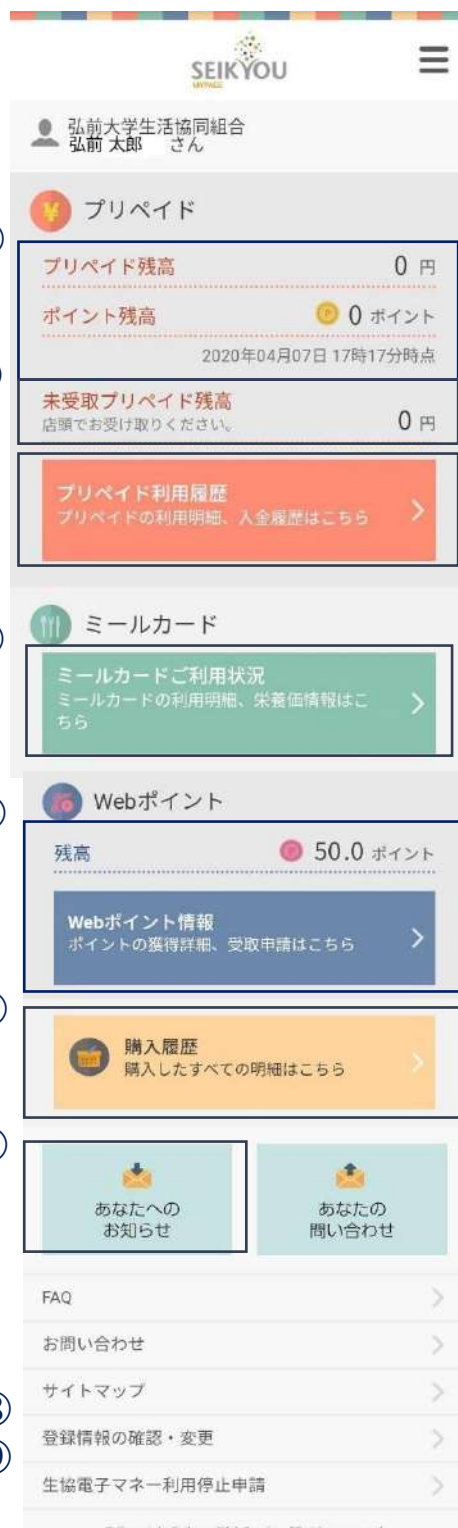 SEIKYOU
MYPAGE
弘前大学生活協同組合
弘前 太郎 さん
プリペイド
プリペイド残高 0 円
ポイント残高 P 0 ポイント
2020年04月07日 17時17分時点
未受取プリペイド残高
店頭でお受け取りください。 0 円
プリペイド利用履歴
プリペイドの利用明細、入金履歴はこちら
ミールカード
ミールカードご利用状況
ミールカードの利用明細、栄養価情報はこ
ちら
Webポイント
残高 P 50.0 ポイント
Webポイント情報
ポイントの獲得詳細、受取申請はこちら
購入履歴
購入したすべての明細はこちら
あなたへの
お知らせ
あなたの
問い合わせ
FAQ
お問い合わせ
サイトマップ
登録情報の確認・変更
生協電子マネー利用停止申請